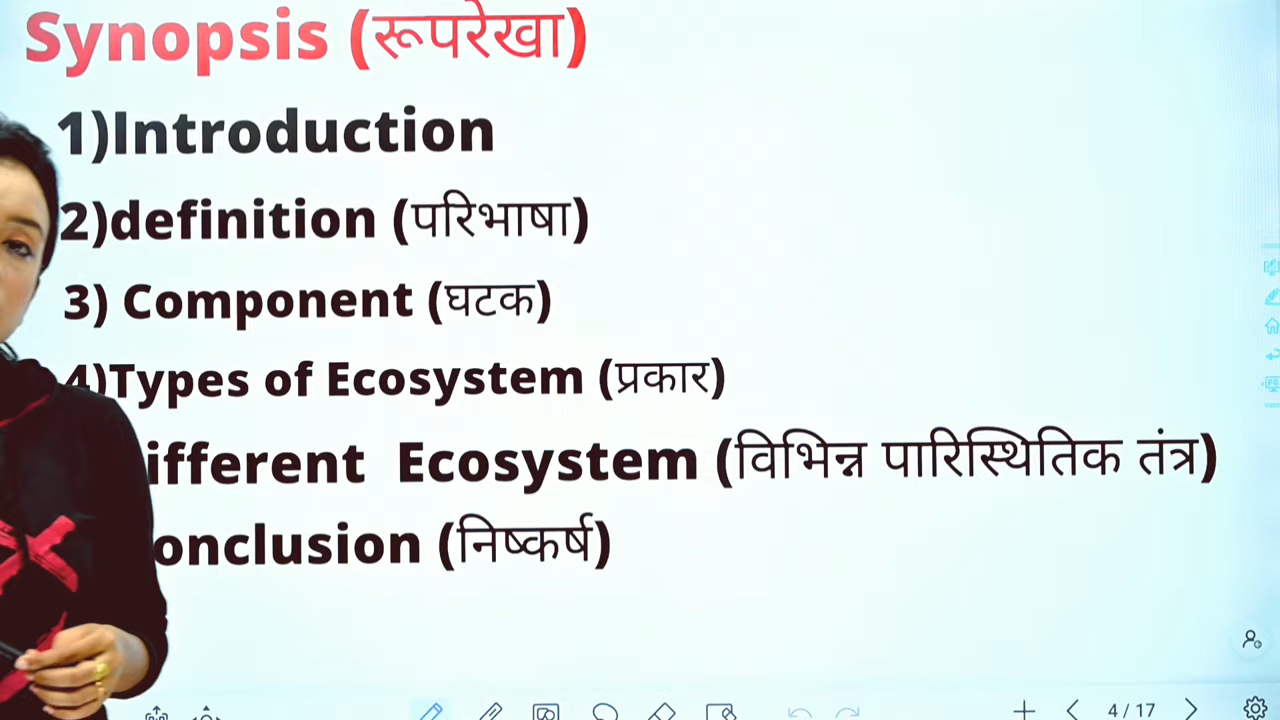 Synopsis (रूपरेखा)
1)Introduction
2)definition (परिभाषा)
3) Component (घटक)
4)Types of Ecosystem (प्रकार)
ifferent Ecosystem (विभिन्न पारिस्थितिक तंत्र)
onclusion (निष्कर्ष)
4 / 17